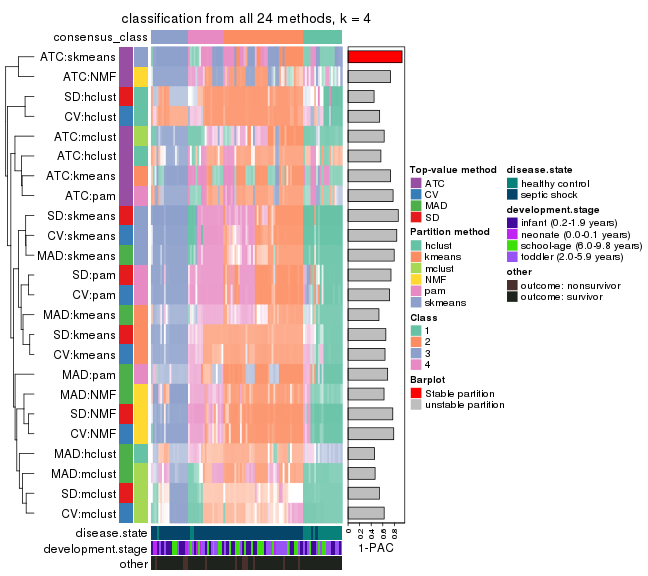 classification from all 24 methods, k = 4
consensus_class
ATC:skmeans
ATC:NMF
SD:hclust
CV:hclust
ATC:mclust
ATC:hclust
ATC:kmeans
ATC:pam
SD:skmeans
CV:skmeans
MAD:skmeans
SD:pam
CV:pam
MAD:kmeans
SD:kmeans
CV:kmeans
MAD:pam
MAD:NMF
SD:NMF
CV:NMF
MAD:hclust
MAD:mclust
SD:mclust
CV:mclust
disease.state
development.stage
other
0 0.2 0.4 0.6 0.8
1-PAC
Top-value method
ATC
CV
MAD
SD
Partition method
hclust
kmeans
mclust
NMF
pam
skmeans
Class
1
2
3
4
Barplot
Stable partition
unstable partition
disease.state
healthy control
septic shock
development.stage
infant (0.2-1.9 years)
neonate (0.0-0.1 years)
school-age (6.0-9.8 years)
toddler (2.0-5.9 years)
other
outcome: nonsurvivor
outcome: survivor